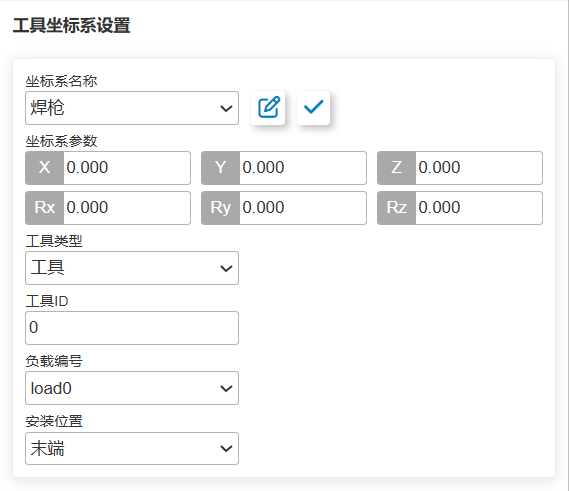 工具坐标系设置
坐标系名称
焊枪
坐标系参数
X 0.000 Y 0.000 Z 0.000
Rx 0.000 Ry 0.000 Rz 0.000
工具类型
工具
工具ID
0
负载编号
load0
安装位置
末端